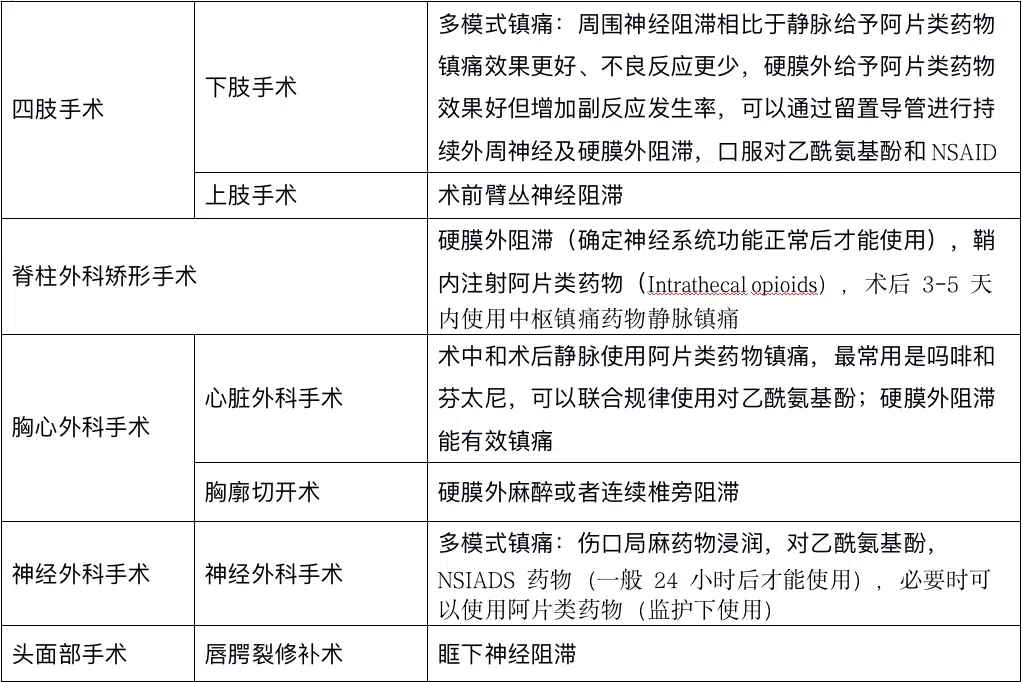 四肢手术
下肢手术
多模式镇痛：周围神经阻滞相比于静脉给予阿片类药物
镇痛效果更好、不良反应更少，硬膜外给予阿片类药物
效果好但增加副反应发生率，可以通过留置导管进行持
续外周神经及硬膜外阻滞，口服对乙酰氨基酚和 NSAID
上肢手术
术前臂丛神经阻滞
脊柱外科矫形手术
硬膜外阻滞（确定神经系统功能正常后才能使用），鞘
内注射阿片类药物（Intrathecal opioids），术后 3-5 天
内使用中枢镇痛药物静脉镇痛
胸心外科手术
心脏外科手术
术中和术后静脉使用阿片类药物镇痛，最常用是吗啡和
芬太尼，可以联合规律使用对乙酰氨基酚；硬膜外阻滞
能有效镇痛
胸廓切开术
硬膜外麻醉或者连续椎旁阻滞
神经外科手术
神经外科手术
多模式镇痛：伤口局麻药物浸润，对乙酰氨基酚，
NSIADS 药物（一般 24 小时后才能使用），必要时可
以使用阿片类药物（监护下使用）
头面部手术
唇腭裂修补术
眶下神经阻滞